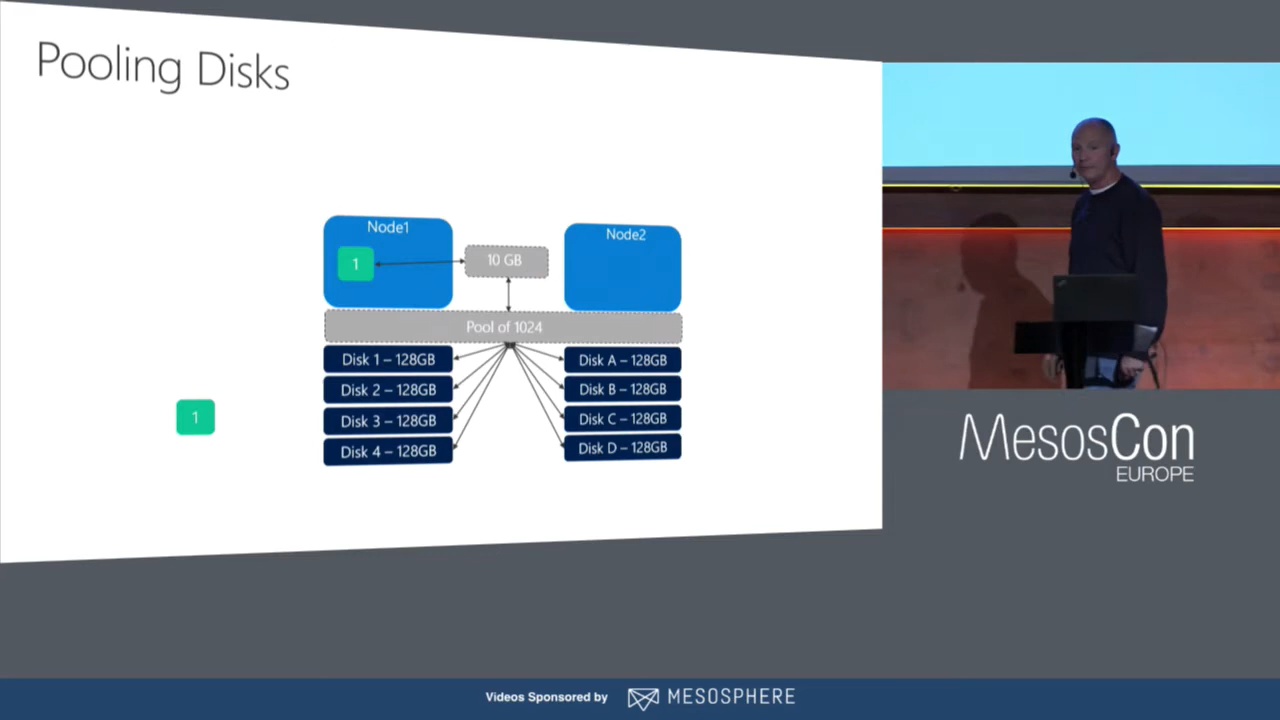 Pooling Disks
Node1
Node2
1
10 GB
Pool of 1024
Disk 1 – 128GB
Disk A – 128GB
Disk 2 – 128GB
Disk B – 128GB
Disk 3 – 128GB
Disk C – 128GB
Disk 4 – 128GB
Disk D – 128GB
1
MesosCon
EUROPE
Videos Sponsored by
MESOSPHERE